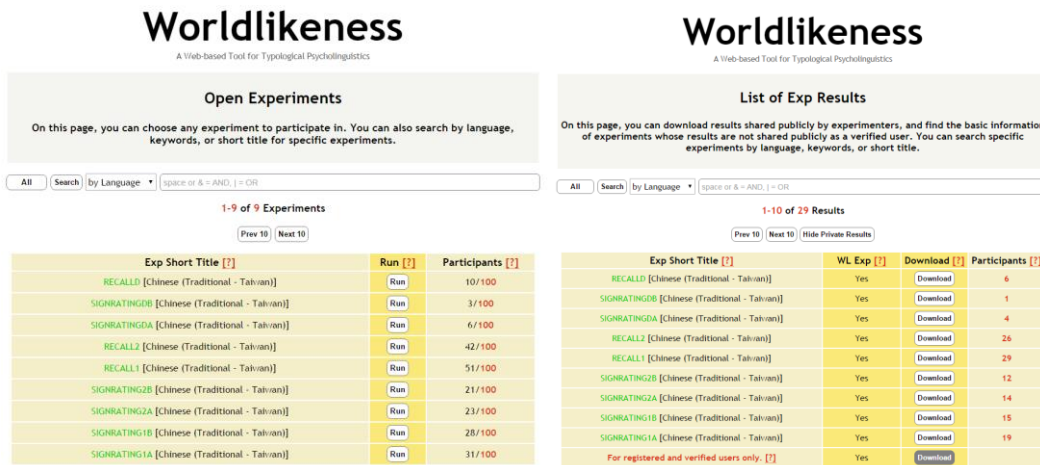 Worldlikeness
A Web-based Tool for Typological Psycholinguistics
Open Experiments
On this page, you can choose any experiment to participate in. You can also search by language,
keywords, or short title for specific experiments.
All Search by Language space or & = AND, | = OR
1-9 of 9 Experiments
Prev 10 Next 10
Exp Short Title [?] Run [?] Participants [?]
RECALLD [Chinese (Traditional - Taiwan)] Run 10/100
SIGNRATINGDB [Chinese (Traditional - Taiwan)] Run 3/100
SIGNRATINGDA [Chinese (Traditional - Taiwan)] Run 6/100
RECALL2 [Chinese (Traditional - Taiwan)] Run 42/100
RECALL1 [Chinese (Traditional - Taiwan)] Run 51/100
SIGNRATING2B [Chinese (Traditional - Taiwan)] Run 21/100
SIGNRATING2A [Chinese (Traditional - Taiwan)] Run 23/100
SIGNRATING1B [Chinese (Traditional - Taiwan)] Run 28/100
SIGNRATING1A [Chinese (Traditional - Taiwan)] Run 31/100
Worldlikeness
A Web-based Tool for Typological Psycholinguistics
List of Exp Results
On this page, you can download results shared publicly by experimenters, and find the basic information
of experiments whose results are not shared publicly as a verified user. You can search specific
experiments by language, keywords, or short title.
All Search by Language space or & = AND, | = OR
1-10 of 29 Results
Prev 10 Next 10 Hide Private Results
Exp Short Title [?] WL Exp [?] Download [?] Participants [?]
RECALLD [Chinese (Traditional - Taiwan)] Yes Download 6
SIGNRATINGDB [Chinese (Traditional - Taiwan)] Yes Download 1
SIGNRATINGDA [Chinese (Traditional - Taiwan)] Yes Download 4
RECALL2 [Chinese (Traditional - Taiwan)] Yes Download 26
RECALL1 [Chinese (Traditional - Taiwan)] Yes Download 29
SIGNRATING2B [Chinese (Traditional - Taiwan)] Yes Download 12
SIGNRATING2A [Chinese (Traditional - Taiwan)] Yes Download 14
SIGNRATING1B [Chinese (Traditional - Taiwan)] Yes Download 15
SIGNRATING1A [Chinese (Traditional - Taiwan)] Yes Download 19
For registered and verified users only. [?] Yes Download